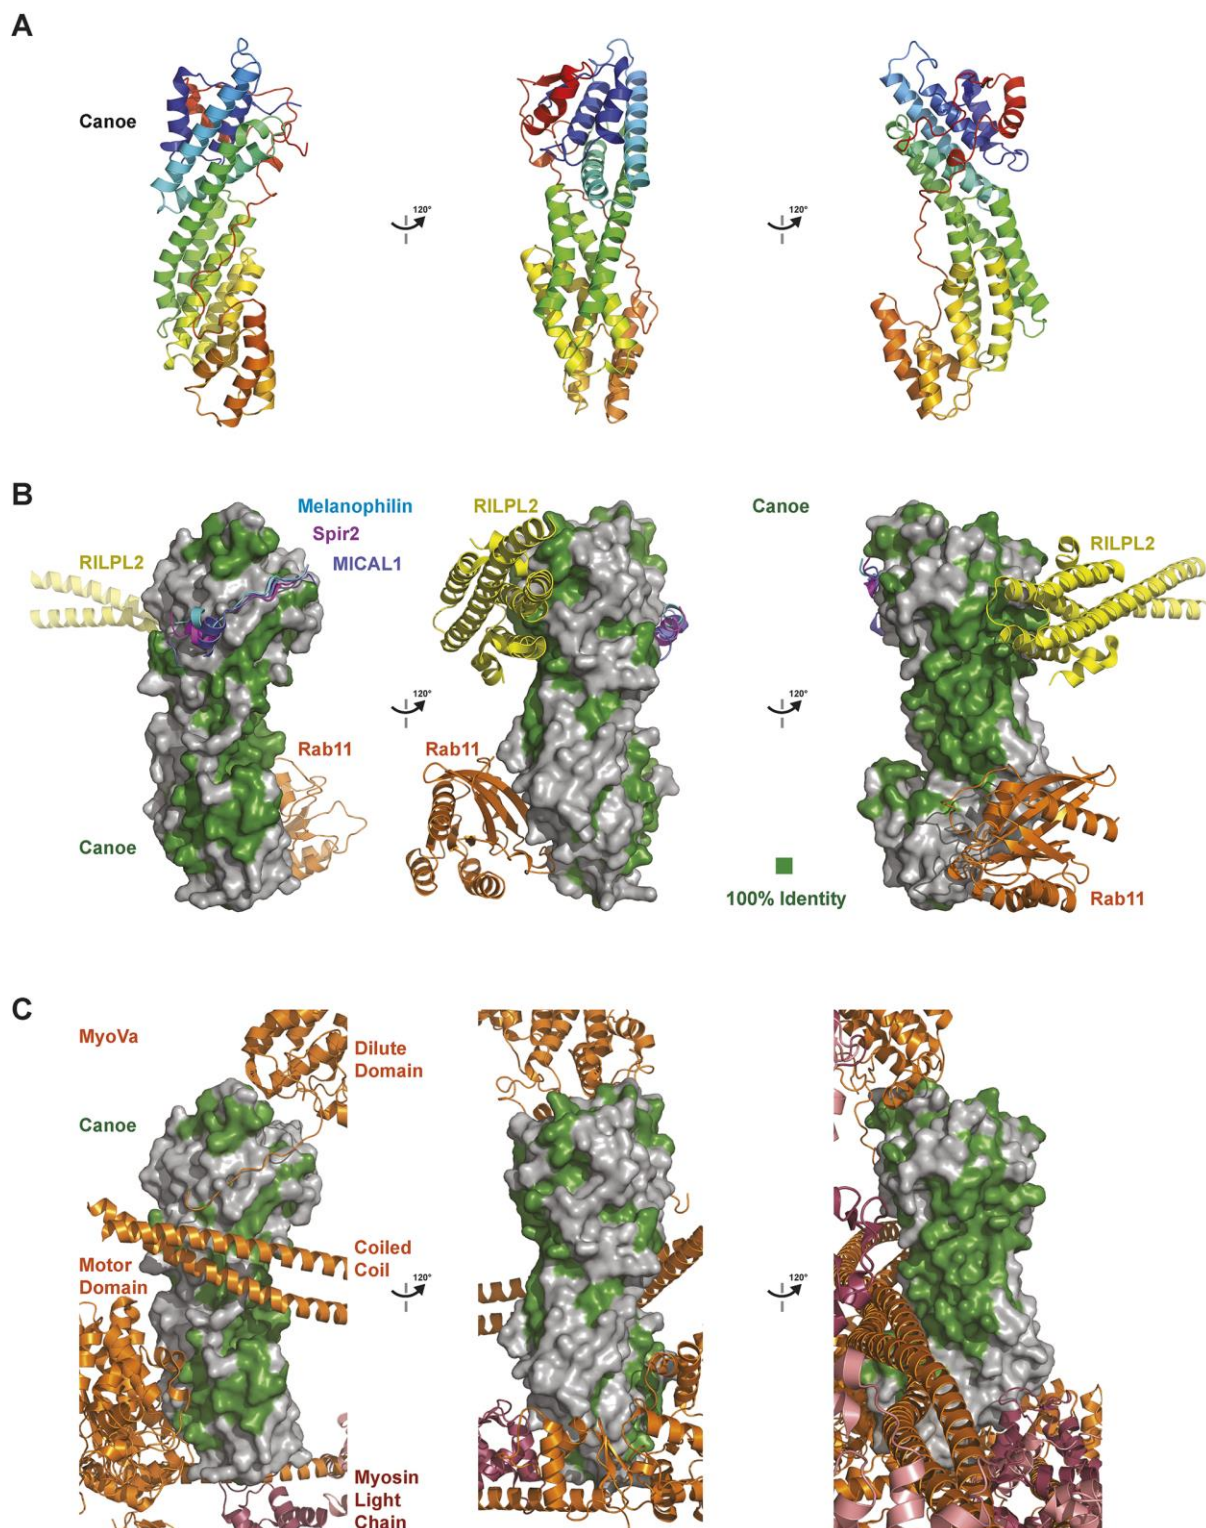 A
Canoe
120°
120°
B
Melanophilin
Spir2
MICAL1
RILPL2
RILPL2
Canoe
RILPL2
120°
120°
Rab11
Rab11
Canoe
100% Identity
Rab11
C
MyoVa
Dilute
Domain
Canoe
Coiled
Coil
Motor
Domain
120°
120°
Myosin
Light
Chain